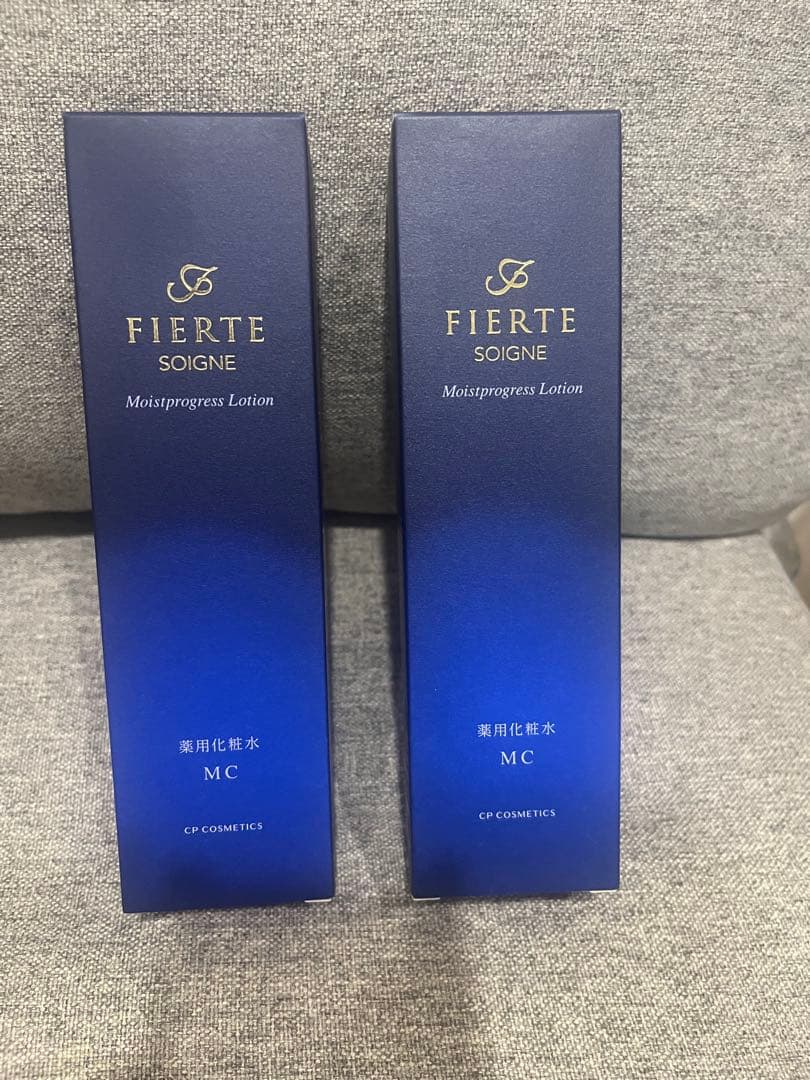 FIERTE
SOIGNE
Moistprogress Lotion
薬用化粧水
MC
CP COSMETICS
FIERTE
SOIGNE
Moistprogress Lotion
薬用化粧水
MC
CP COSMETICS